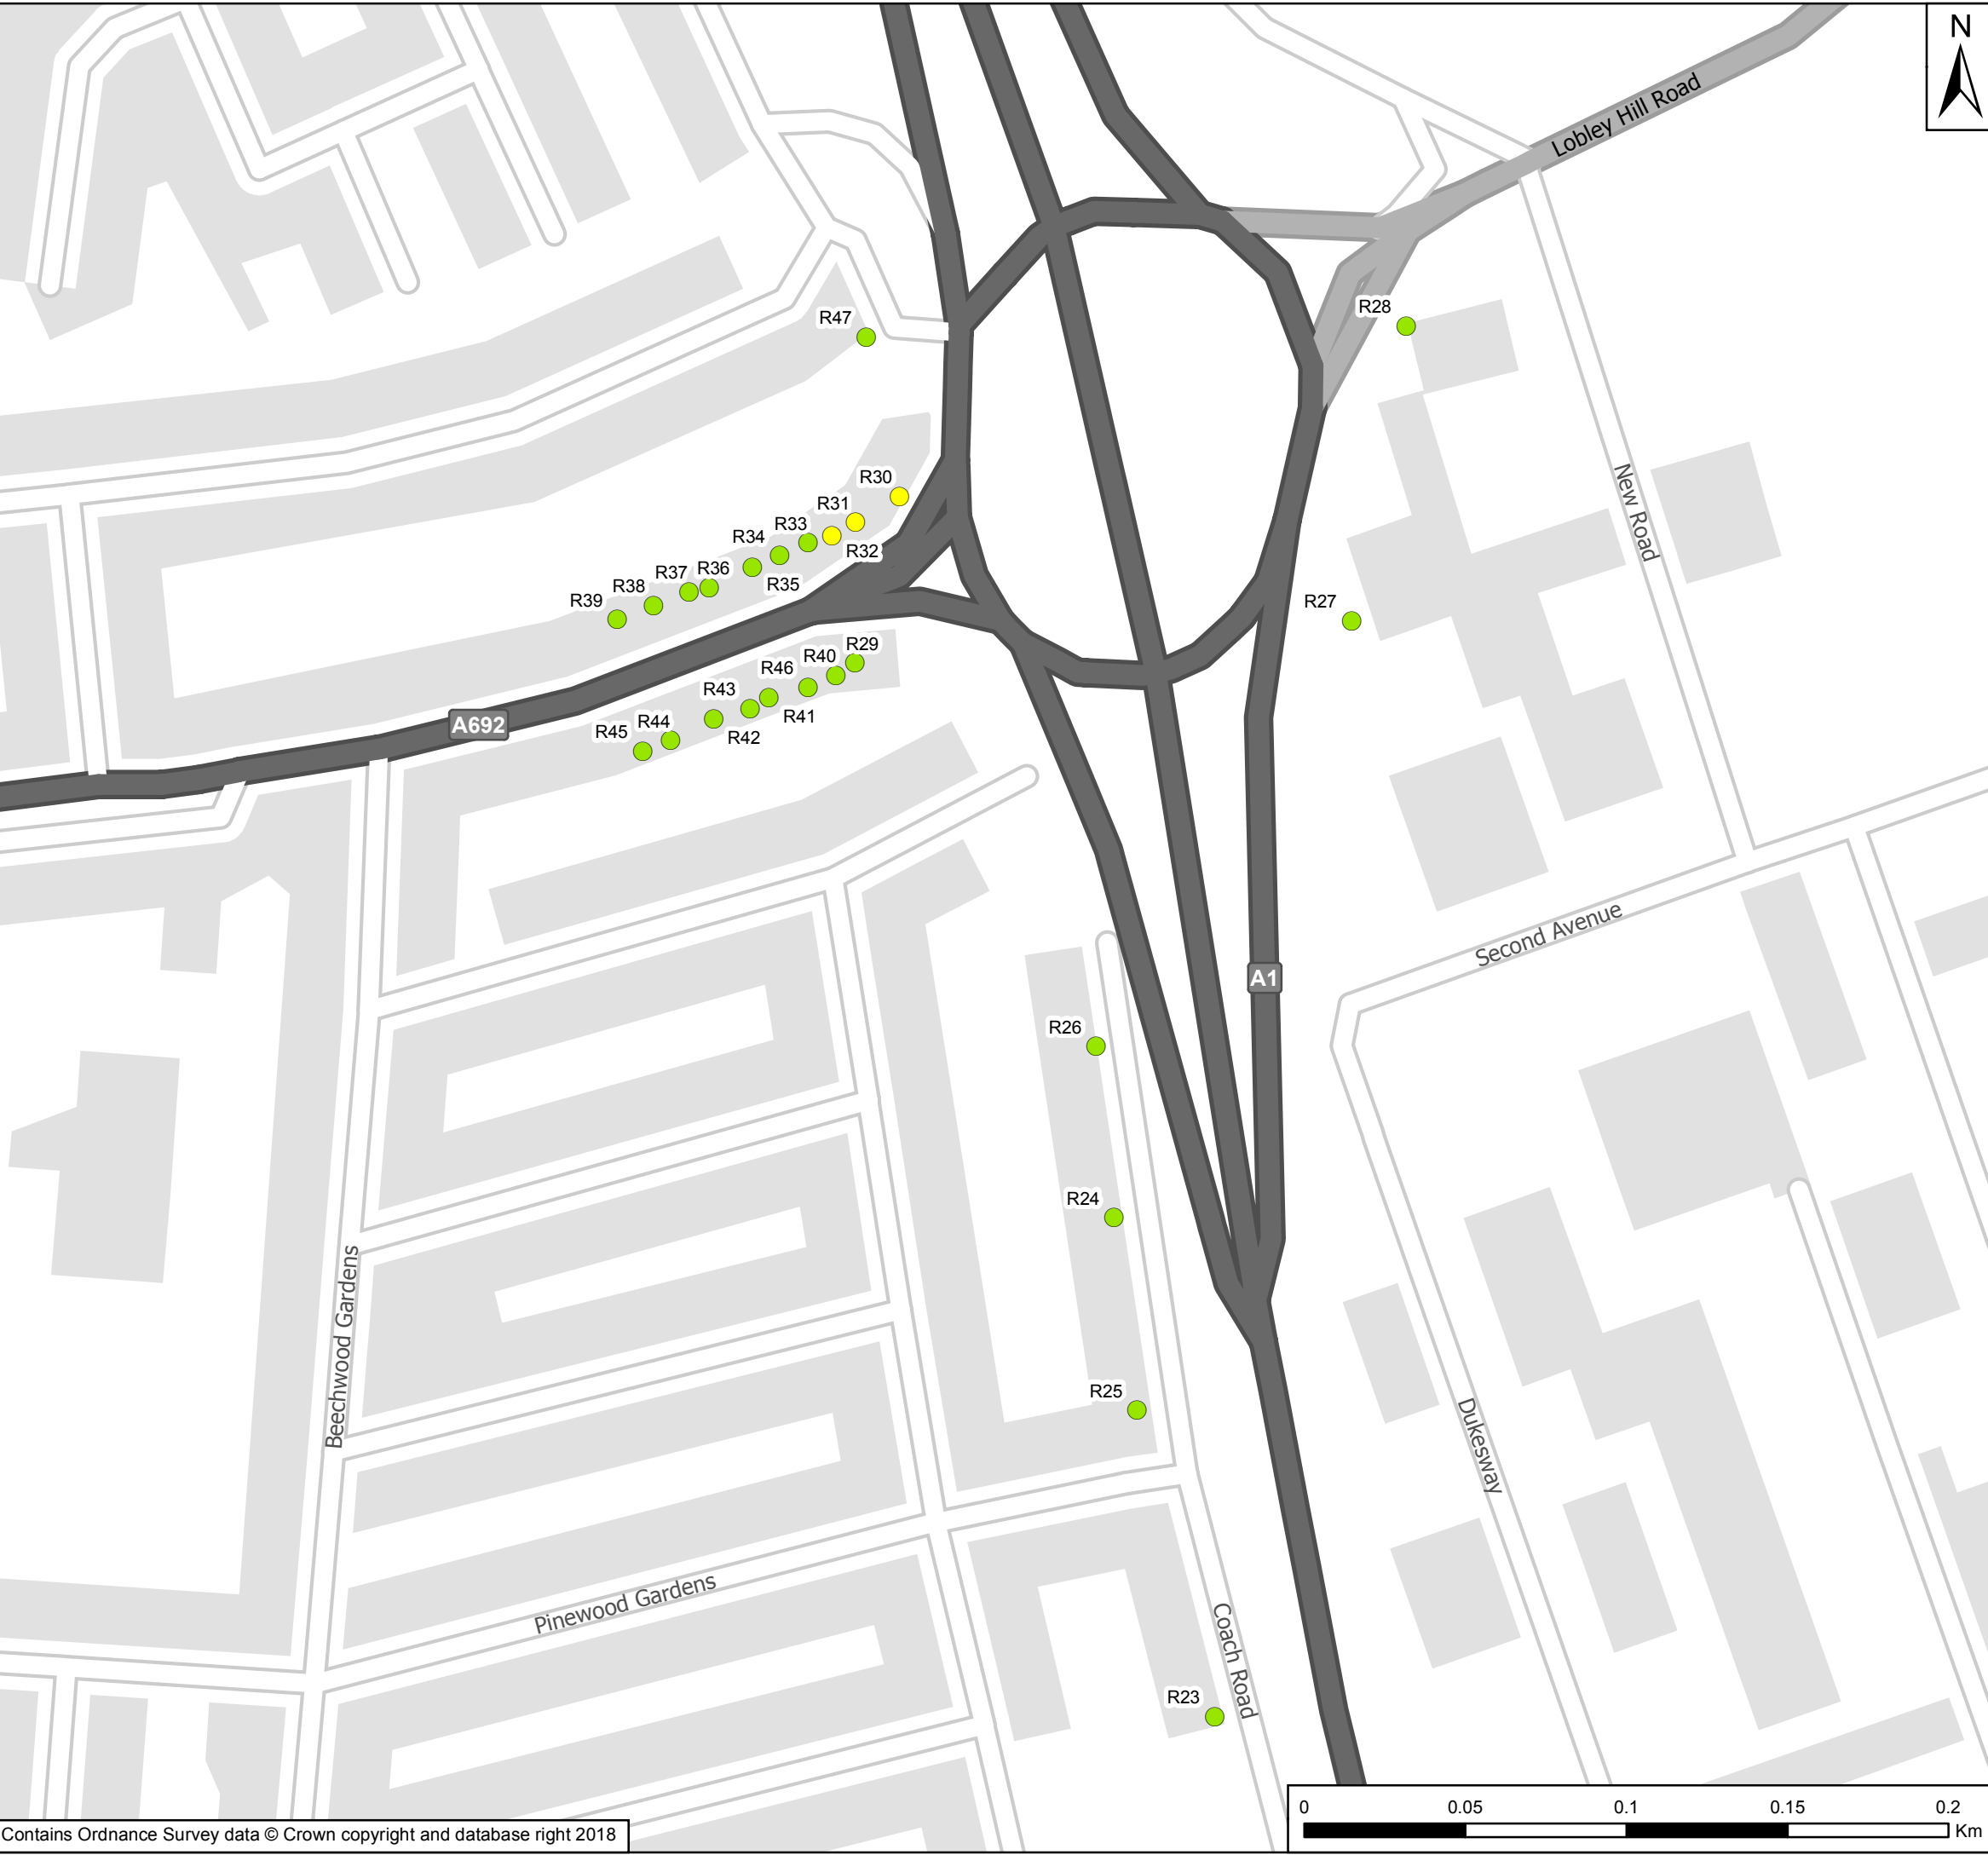 N
Lobley Hill Road
R47
R28
R30
R31
R33
R34
R32
R36
R37
R35
R38
R39
New Road
R27
R29
R40
R46
R43
R41
R44
R42
R45
A692
Second Avenue
A1
R26
R24
Beechwood Gardens
R25
Dukesway
Pinewood Gardens
Coach Road
R23
0 0.05 0.1 0.15 0.2
Km
Contains Ordnance Survey data © Crown copyright and database right 2018